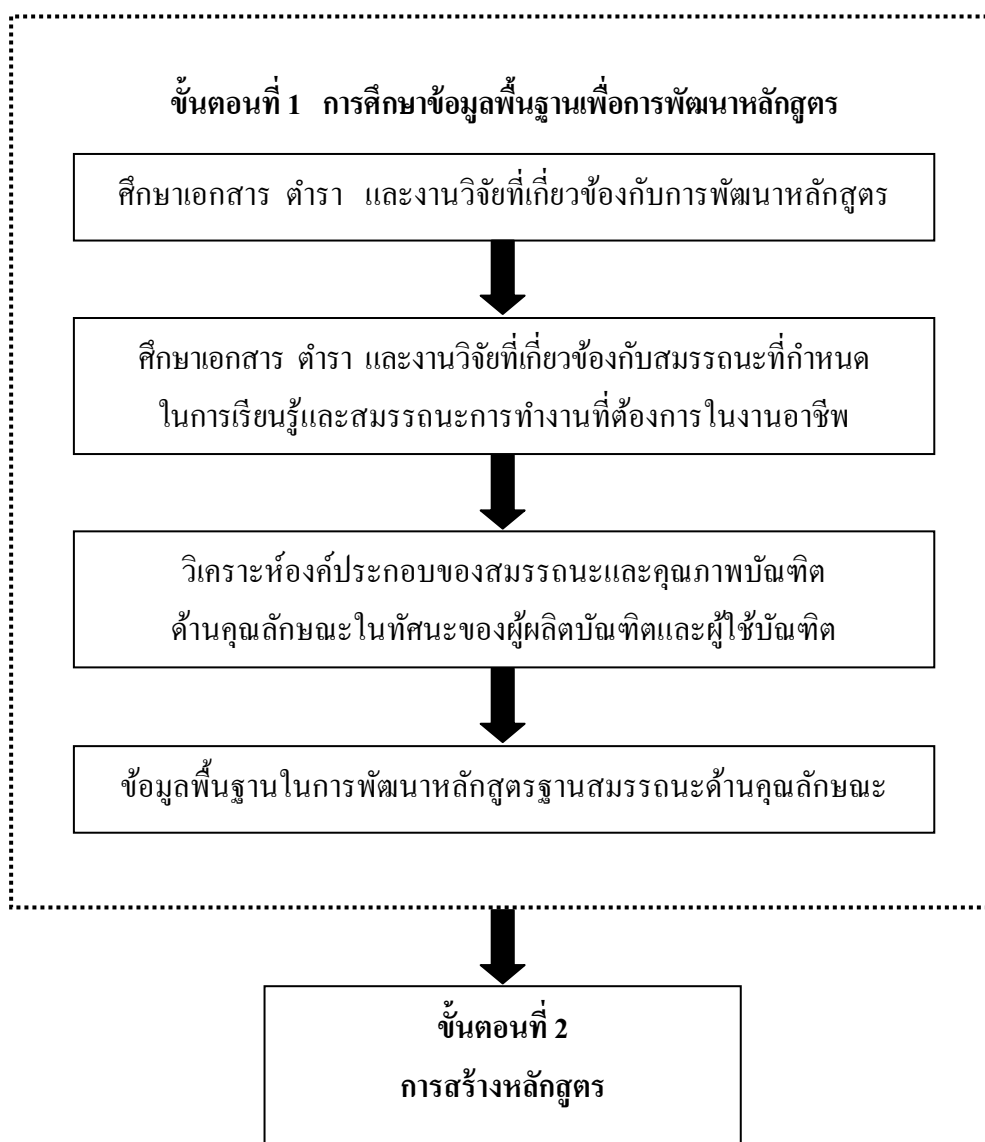 ขั้นตอนที่ 1 การศึกษาข้อมูลพื้นฐานเพื่อการพัฒนาหลักสูตร
ศึกษาเอกสาร ตำรา และงานวิจัยที่เกี่ยวข้องกับการพัฒนาหลักสูตร
ศึกษาเอกสาร ตำรา และงานวิจัยที่เกี่ยวข้องกับสมรรถนะที่กำหนด
ในการเรียนรู้และสมรรถนะการทำงานที่ต้องการในงานอาชีพ
วิเคราะห์องค์ประกอบของสมรรถนะและคุณภาพบัณฑิต
ด้านคุณลักษณะในทัศนะของผู้ผลิตบัณฑิตและผู้ใช้บัณฑิต
ข้อมูลพื้นฐานในการพัฒนาหลักสูตรฐานสมรรถนะด้านคุณลักษณะ
ขั้นตอนที่ 2
การสร้างหลักสูตร